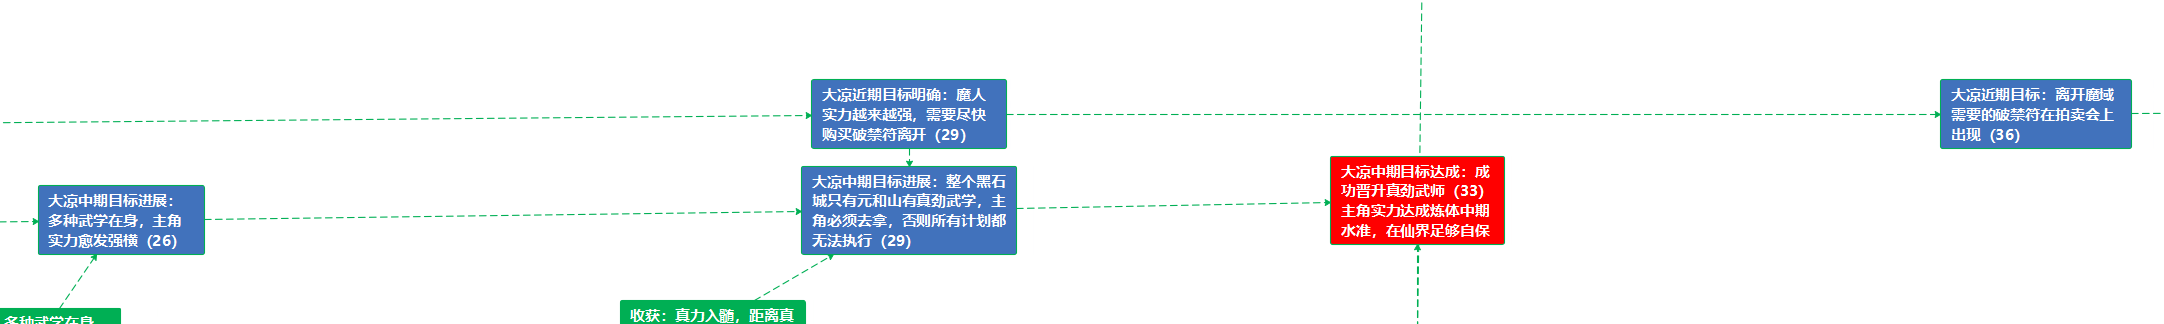 大凉近期目标明确：魔人
实力越来越强，需要尽快
购买破禁符离开（29）
大凉近期目标：离开魔域
需要的破禁符在拍卖会上
出现（36）
大凉中期目标达成：成
功晋升真劲武师（33）
主角实力达成炼体中期
水准，在仙界足够自保
大凉中期目标进展：整个黑石
城只有元和山有真劲武学，主
角必须去拿，否则所有计划都
无法执行（29）
大凉中期目标进展：
多种武学在身，主角
实力愈发强横（26）
收获：真力入髓，距离真
多种武学在身